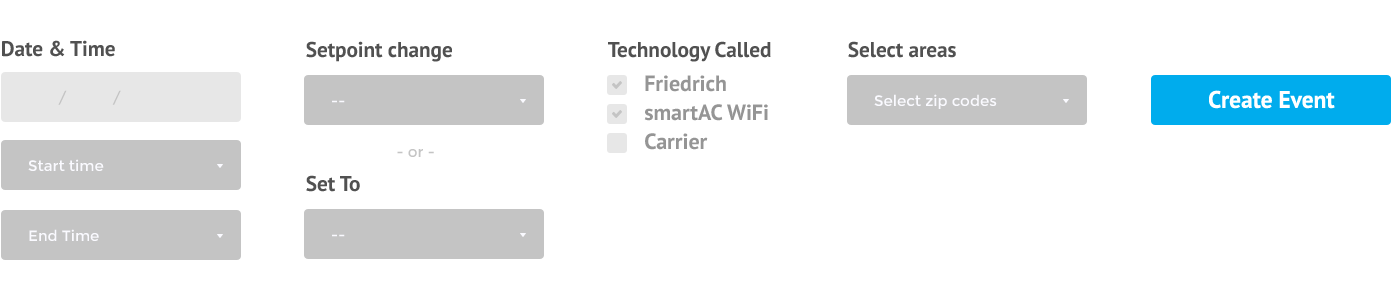 Date & Time
/ /
Start time
End Time
Setpoint change
--
- or -
Set To
--
Technology Called
Friedrich
smartAC WiFi
Carrier
Select areas
Select zip codes
Create Event